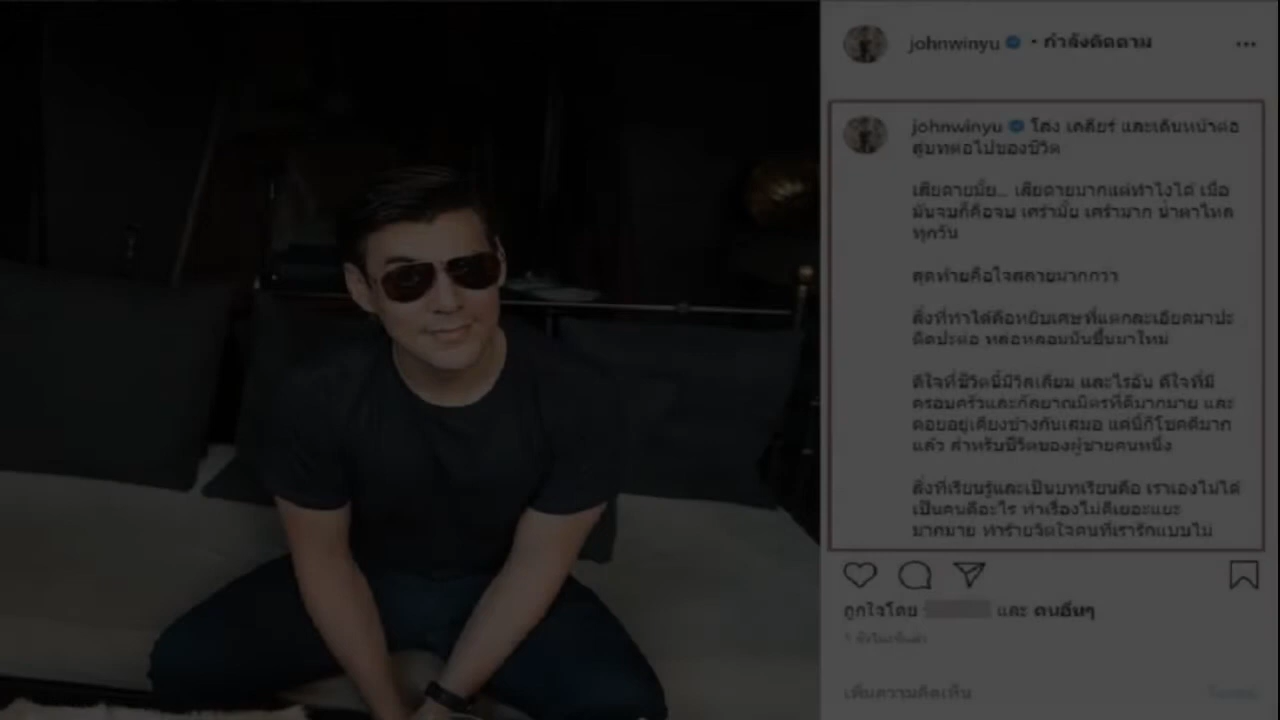 johnwinyu • กำลังติดตาม
johnwinyu โล่ง เคลียร์ และเดินหน้าต่อ
สู่บทต่อไปของชีวิต
เสียดายมั้ย... เสียดายมากแต่ทำไงได้ เมื่อ
มันจบก็คือจบ เศร้ามั้ย เศร้ามาก น้ำตาไหล
ทุกวัน
สุดท้ายคือใจสลายมากกว่า
สิ่งที่ทำได้คือหยิบเศษที่แตกละเอียดมาปะ
ติดปะต่อ หล่อหลอมมันขึ้นมาใหม่
ดีใจที่ชีวิตนี้มีวิลเลี่ยม และไรอัน ดีใจที่มี
ครอบครัวและกัลยาณมิตรที่ดีมากมาย และ
คอยอยู่เคียงข้างกันเสมอ แค่นี้ก็โชคดีมาก
แล้ว สำหรับชีวิตของผู้ชายคนหนึ่ง
สิ่งที่เรียนรู้และเป็นบทเรียนคือ เราเองไม่ได้
เป็นคนดีอะไร ทำเรื่องไม่ดีเยอะแยะ
มากมาย ทำร้ายจิตใจคนที่เรารักแบบไม่
ถูกใจโดย และ คนอื่นๆ
1 ชั่วโมงที่แล้ว
เพิ่มความคิดเห็น